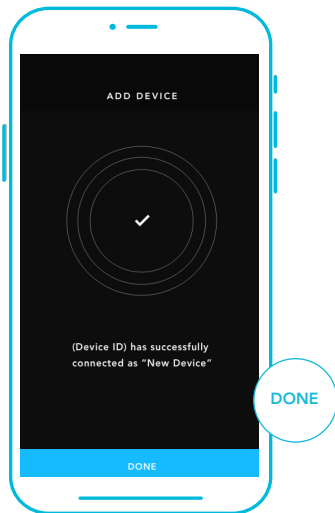 ADD DEVICE
(Device ID) has successfully
connected as “New Device”
DONE
DONE